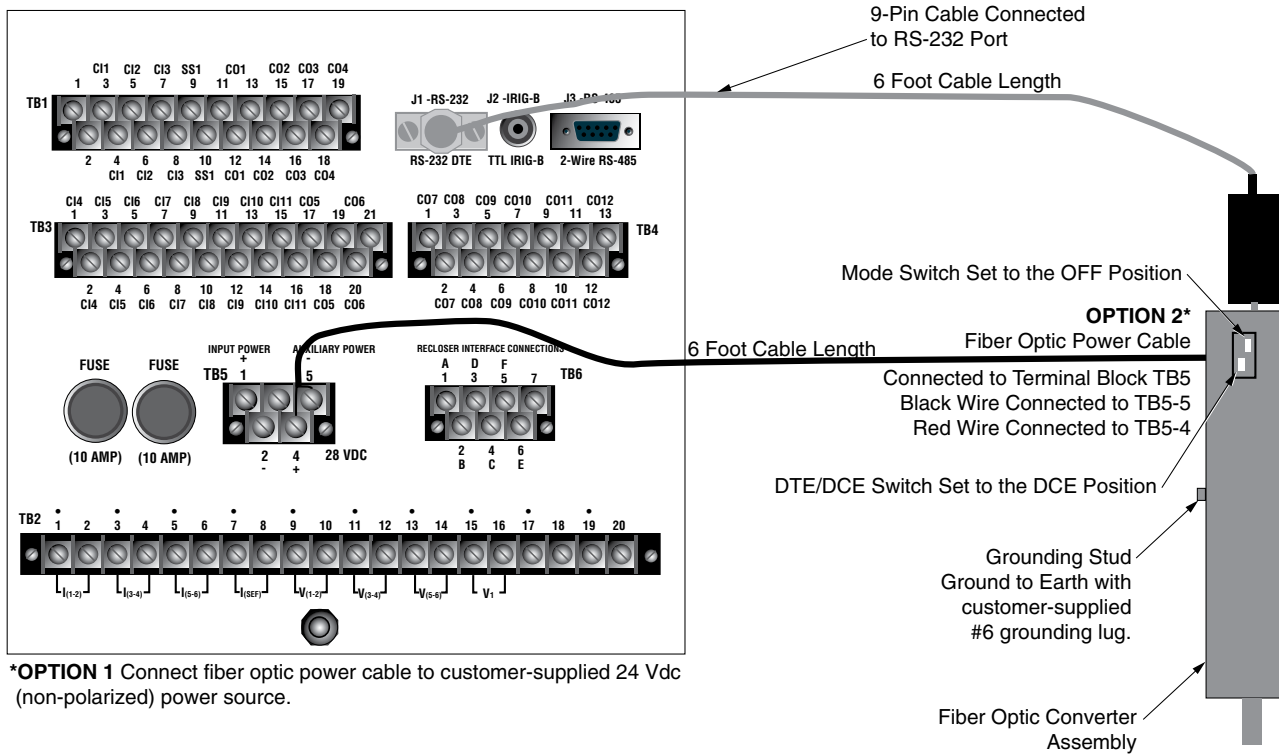 9-Pin Cable Connected
to RS-232 Port
6 Foot Cable Length
CI1 CI2 CI3 SS1 CO1 CO2 CO3 CO4
1 3 5 7 9 11 13 15 17 19
TB1
2 4 6 8 10 12 14 16 18
CI1 CI2 CI3 SS1 CO1 CO2 CO3 CO4
J1 -RS-232 J2 -IRIG-B J3 -RS-485
RS-232 DTE TTL IRIG-B 2-Wire RS-485
CI4 CI5 CI6 CI7 CI8 CI9 CI10 CI11 CO5 CO6
1 3 5 7 9 11 13 15 17 19 21
TB3
2 4 6 8 10 12 14 16 18 20
CI4 CI5 CI6 CI7 CI8 CI9 CI10 CI11 CO5 CO6
CO7 CO8 CO9 CO10 CO11 CO12
1 3 5 7 9 11 13
TB4
2 4 6 8 10 12
CO7 CO8 CO9 CO10 CO11 CO12
Mode Switch Set to the OFF Position
OPTION 2*
Fiber Optic Power Cable
6 Foot Cable Length
Connected to Terminal Block TB5
Black Wire Connected to TB5-5
Red Wire Connected to TB5-4
DTE/DCE Switch Set to the DCE Position
FUSE FUSE
(10 AMP) (10 AMP)
INPUT POWER AUXILIARY POWER
+ -
TB5 1 5
2 4 28 VDC
- +
RECLOSER INTERFACE CONNECTIONS
A D F
1 3 5 7 TB6
2 4 6
B C E
TB2
1 2 3 4 5 6 7 8 9 10 11 12 13 14 15 16 17 18 19 20
I(1-2) I(3-4) I(5-6) I(SEF) V(1-2) V(3-4) V(5-6) V1
Grounding Stud
Ground to Earth with
customer-supplied
#6 grounding lug.
*OPTION 1 Connect fiber optic power cable to customer-supplied 24 Vdc
(non-polarized) power source.
Fiber Optic Converter
Assembly